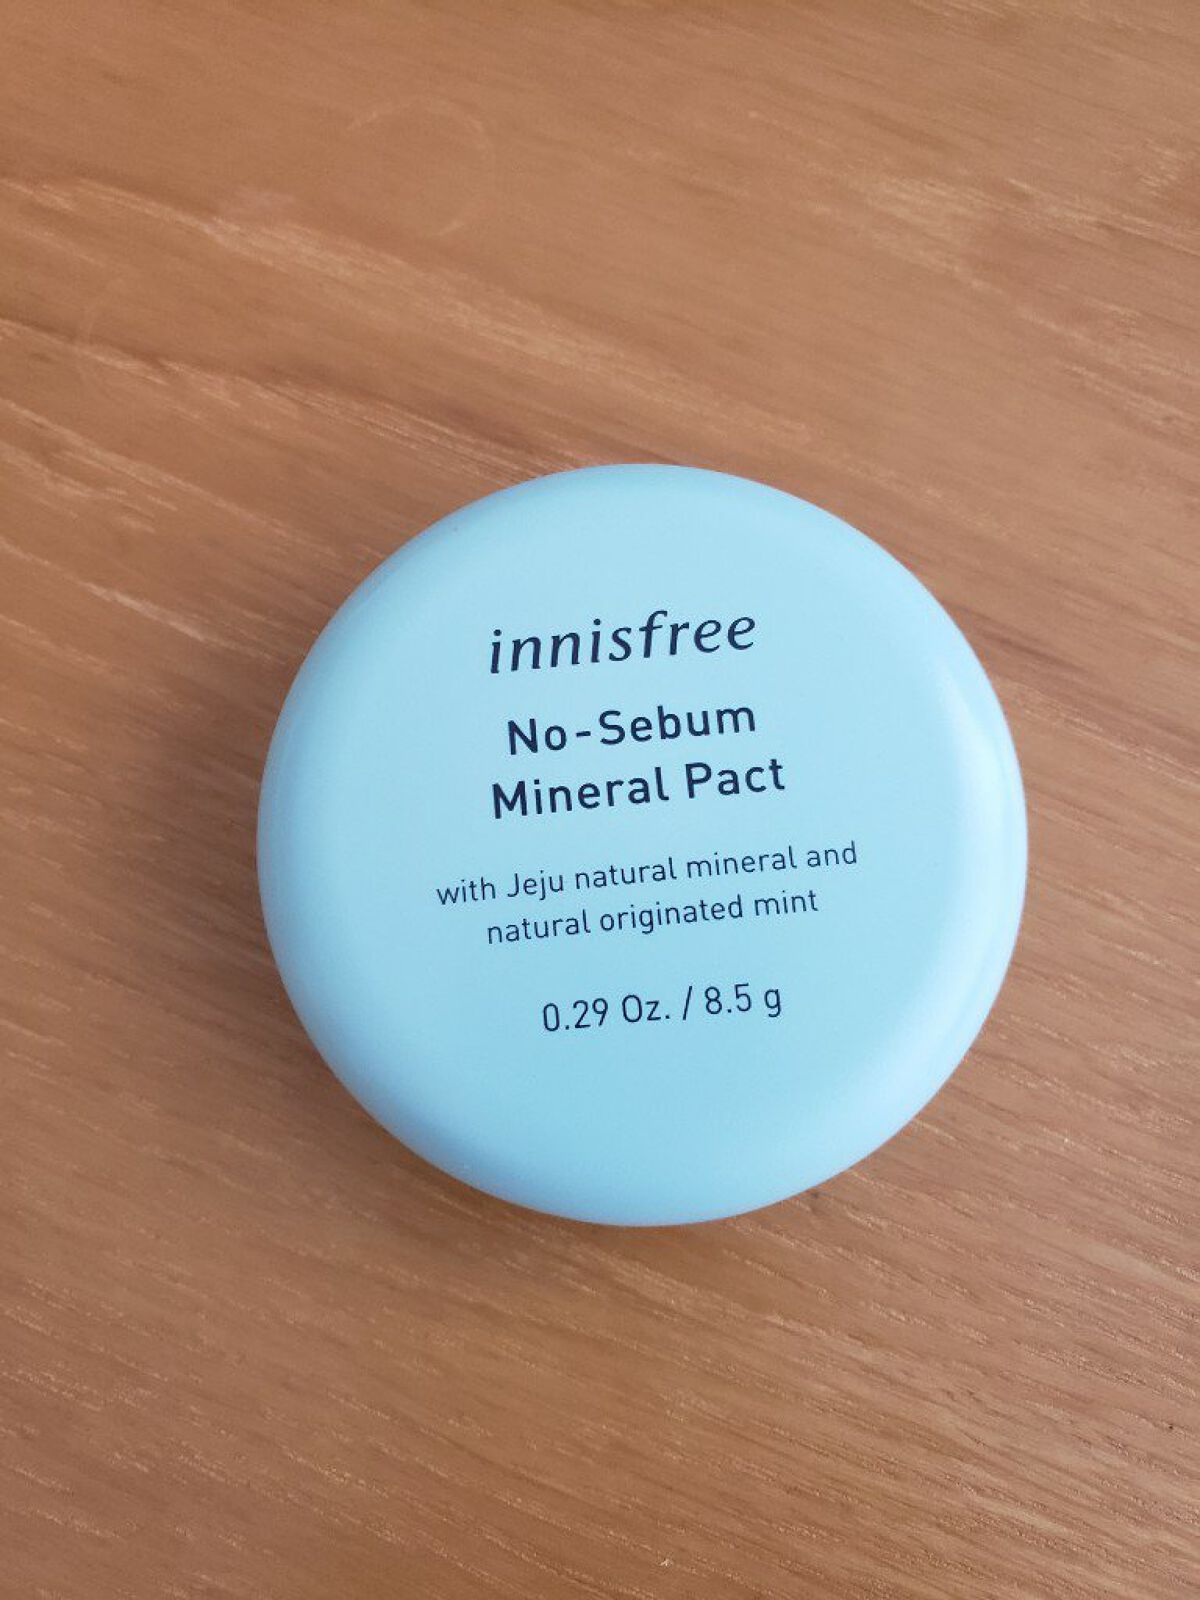 innisfree
No-Sebum
Mineral Pact
with Jeju natural mineral and
natural originated mint
0.29 Oz. / 8.5 g